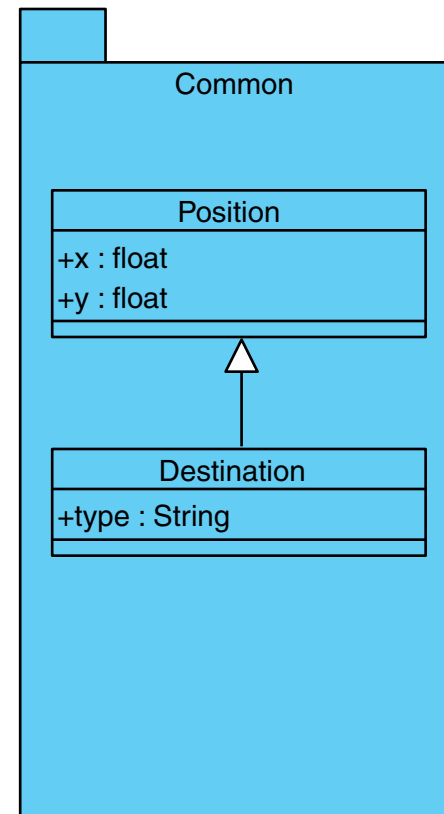 Common
Position
+x : float
+y : float
Destination
+type : String